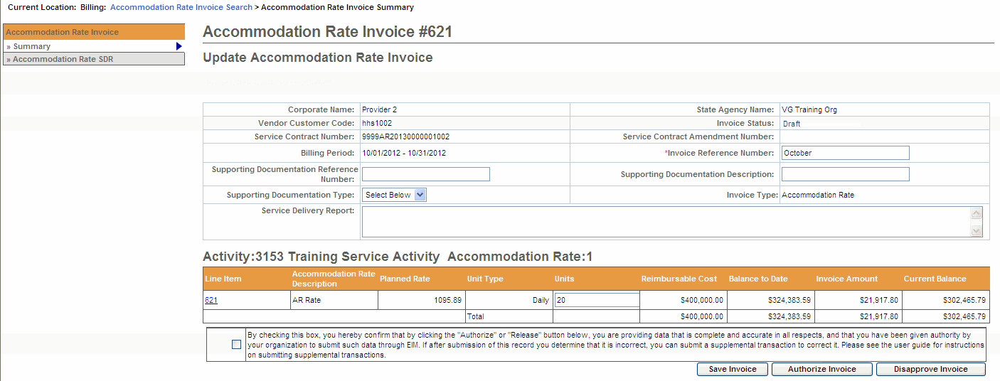 Current Location: Billing: Accommodation Rate Invoice Search > Accommodation Rate Invoice Summary
Accommodation Rate Invoice
» Summary
» Accommodation Rate SDR
Accommodation Rate Invoice #621
Update Accommodation Rate Invoice
Corporate Name: Provider 2 State Agency Name: VG Training Org
Vendor Customer Code: hhs1002 Invoice Status: Draft
Service Contract Number: 9999AR20130000001002 Service Contract Amendment Number:
Billing Period: 10/01/2012 - 10/31/2012 *Invoice Reference Number: October
Supporting Documentation Reference
Number: Supporting Documentation Description:
Supporting Documentation Type: Select Below Invoice Type: Accommodation Rate
Service Delivery Report:
Activity:3153 Training Service Activity Accommodation Rate:1
Line Item Accommodation Rate Description Planned Rate Unit Type Units Reimbursable Cost Balance to Date Invoice Amount Current Balance
621 AR Rate 1095.89 Daily 20 $400,000.00 $324,383.59 $21,917.80 $302,465.79
Total $400,000.00 $324,383.59 $21,917.80 $302,465.79
By checking this box, you hereby confirm that by clicking the "Authorize" or "Release" button below, you are providing data that is complete and accurate in all respects, and that you have been given authority by
your organization to submit such data through EIM. If after submission of this record you determine that it is incorrect, you can submit a supplemental transaction to correct it. Please see the user guide for instructions
on submitting supplemental transactions.
Save Invoice Authorize Invoice Disapprove Invoice